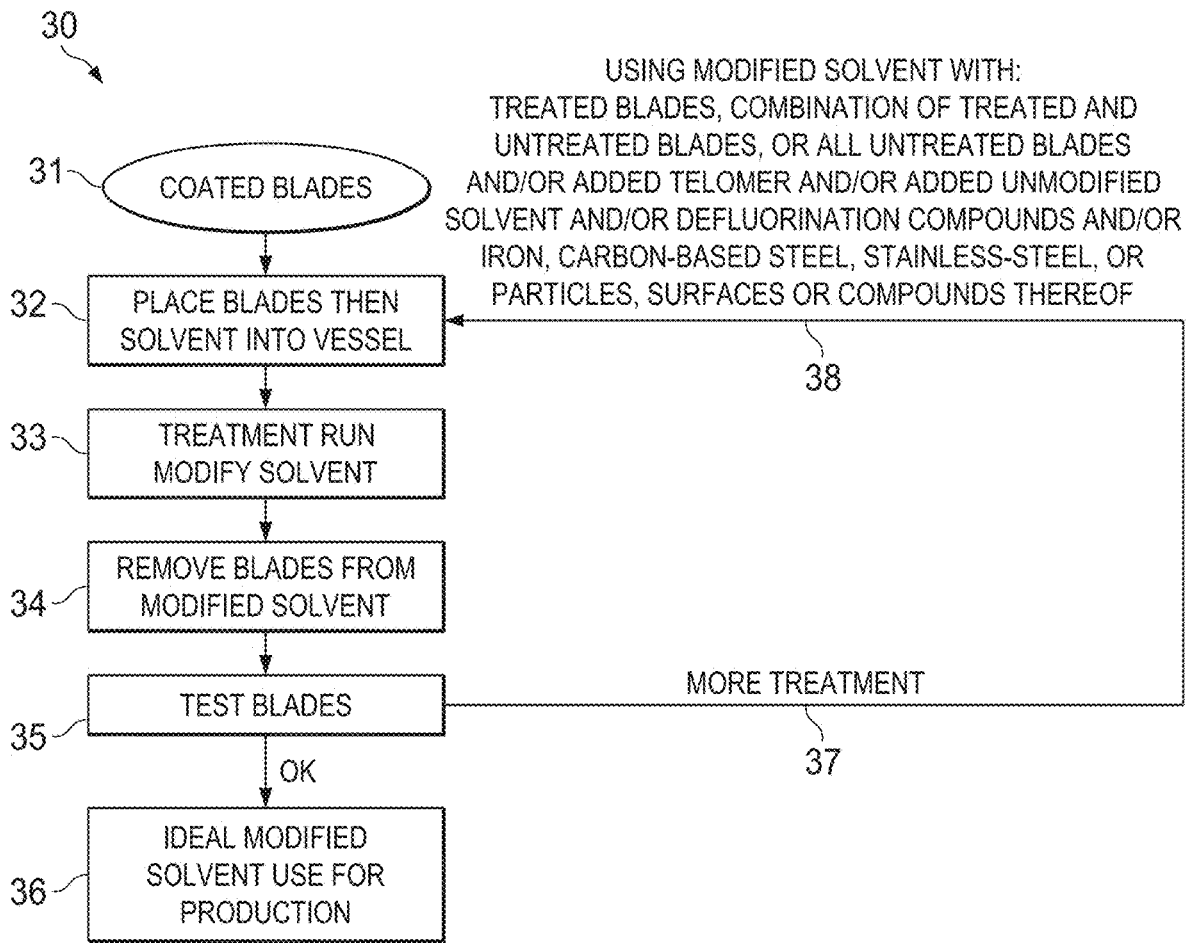 30
USING MODIFIED SOLVENT WITH:
TREATED BLADES, COMBINATION OF TREATED AND
UNTREATED BLADES, OR ALL UNTREATED BLADES
AND/OR ADDED TELOMER AND/OR ADDED UNMODIFIED
SOLVENT AND/OR DEFLUORINATION COMPOUNDS AND/OR
IRON, CARBON-BASED STEEL, STAINLESS-STEEL, OR
PARTICLES, SURFACES OR COMPOUNDS THEREOF
31
COATED BLADES
32
PLACE BLADES THEN
SOLVENT INTO VESSEL
38
33
TREATMENT RUN
MODIFY SOLVENT
34
REMOVE BLADES FROM
MODIFIED SOLVENT
35
TEST BLADES
MORE TREATMENT
37
OK
36
IDEAL MODIFIED
SOLVENT USE FOR
PRODUCTION